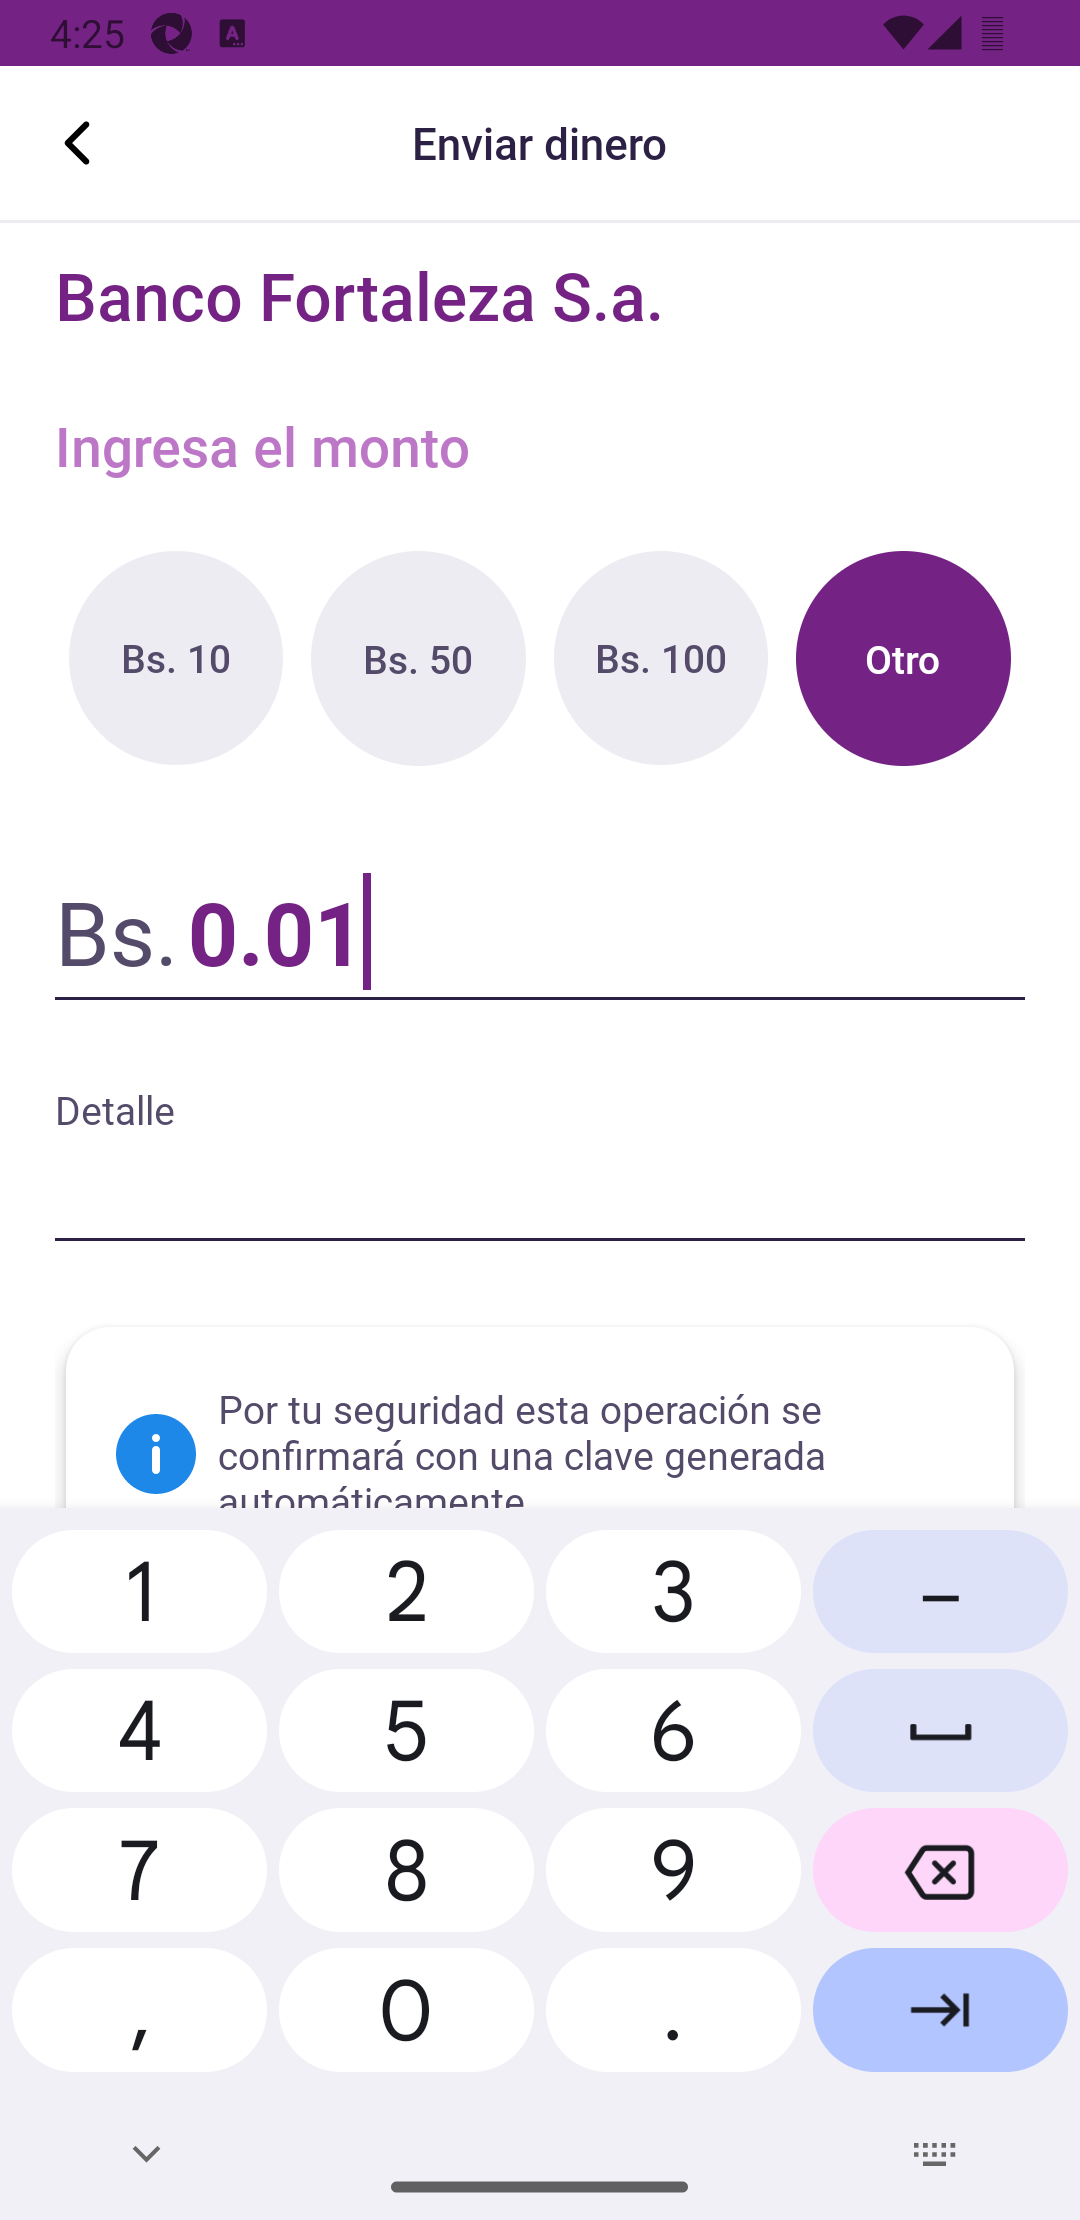 4:25
Enviar dinero
Banco Fortaleza S.a.
Ingresa el monto
Bs. 10
Bs. 50
Bs. 100
Otro
Bs. 0.01
Detalle
Por tu seguridad esta operación se
confirmará con una clave generada
automáticamente
1 2 3 –
4 5 6
7 8 9
, 0 .